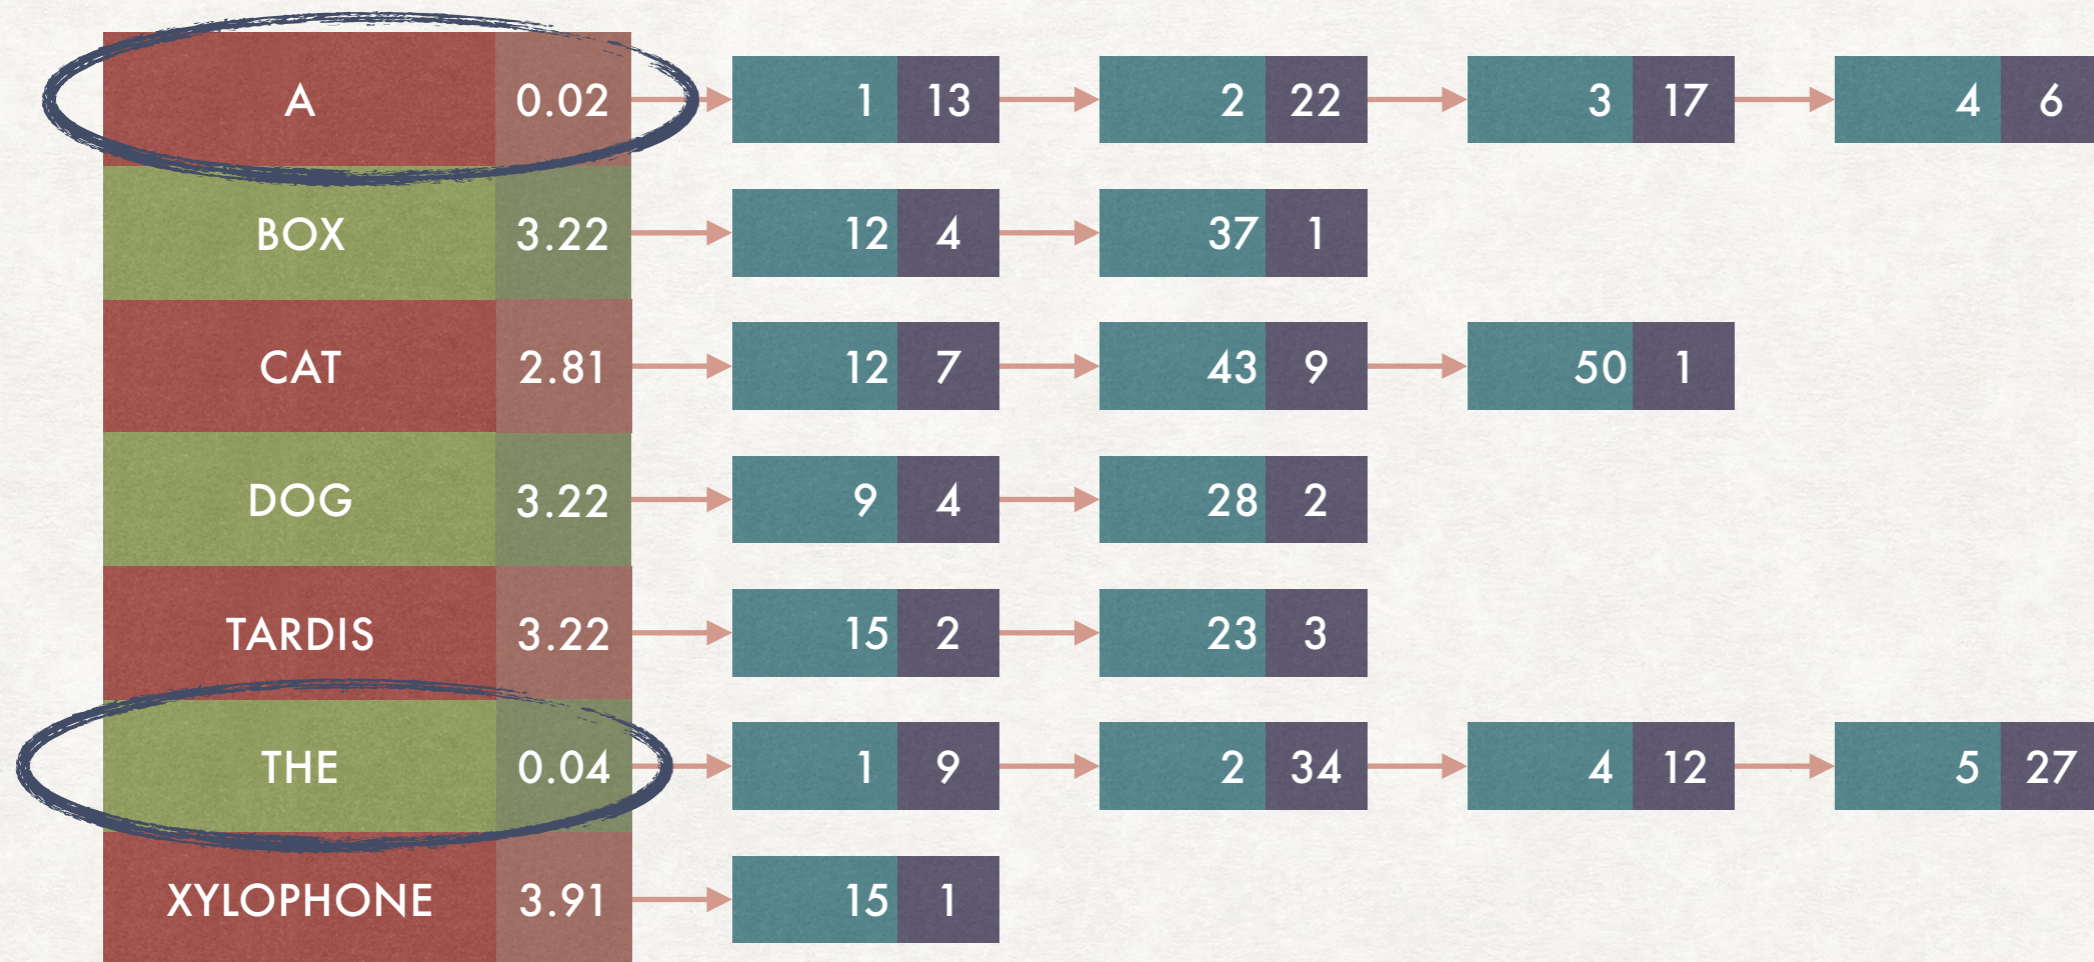 A 0.02 1 13 2 22 3 17 4 6
BOX 3.22 12 4 37 1
CAT 2.81 12 7 43 9 50 1
DOG 3.22 9 4 28 2
TARDIS 3.22 15 2 23 3
THE 0.04 1 9 2 34 4 12 5 27
XYLOPHONE 3.91 15 1